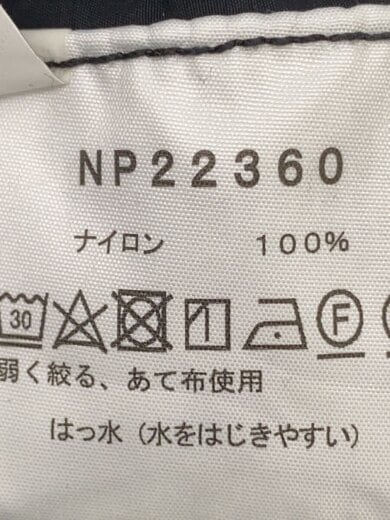 NP22360
ナイロン 100%
30 F
弱く絞る、あて布使用
はっ水（水をはじきやすい）